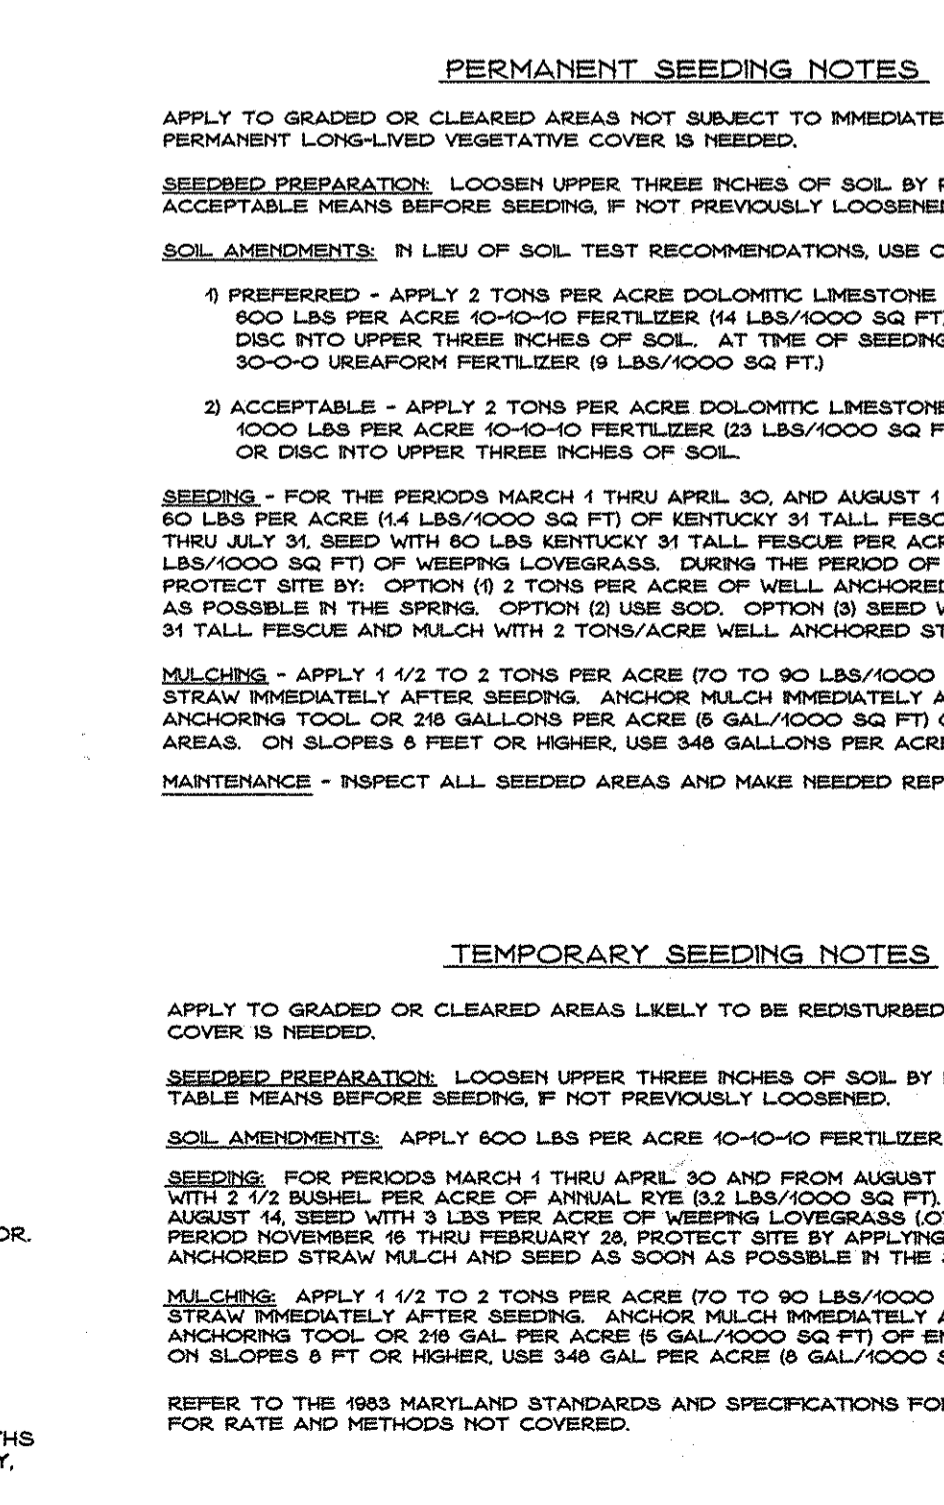 PERMANENT SEEDING NOTES
APPLY TO GRADED OR CLEARED AREAS NOT SUBJECT TO IMMEDIATE
PERMANENT LONG-LIVED VEGETATIVE COVER IS NEEDED.
SEEDBED PREPARATION: LOOSEN UPPER THREE INCHES OF SOIL BY
ACCEPTABLE MEANS BEFORE SEEDING, IF NOT PREVIOUSLY LOOSENED
SOIL AMENDMENTS: IN LIEU OF SOIL TEST RECOMMENDATIONS, USE O
1) PREFERRED - APPLY 2 TONS PER ACRE DOLOMITIC LIMESTONE
600 LBS PER ACRE 10-10-10 FERTILIZER (14 LBS/1000 SQ FT)
DISC INTO UPPER THREE INCHES OF SOIL. AT TIME OF SEEDING
30-0-0 UREAFORM FERTILIZER (9 LBS/1000 SQ FT.)
2) ACCEPTABLE - APPLY 2 TONS PER ACRE DOLOMITIC LIMESTONE
1000 LBS PER ACRE 10-10-10 FERTILIZER (23 LBS/1000 SQ F
OR DISC INTO UPPER THREE INCHES OF SOIL.
SEEDING - FOR THE PERIODS MARCH 1 THRU APRIL 30, AND AUGUST 1
60 LBS PER ACRE (1.4 LBS/1000 SQ FT) OF KENTUCKY 31 TALL FESC
THRU JULY 31, SEED WITH 60 LBS KENTUCKY 31 TALL FESCUE PER ACR
LBS/1000 SQ FT) OF WEEPING LOVEGRASS. DURING THE PERIOD OF
PROTECT SITE BY: OPTION (1) 2 TONS PER ACRE OF WELL ANCHORED
AS POSSIBLE IN THE SPRING. OPTION (2) USE SOD. OPTION (3) SEED W
31 TALL FESCUE AND MULCH WITH 2 TONS/ACRE WELL ANCHORED ST
MULCHING - APPLY 1 1/2 TO 2 TONS PER ACRE (70 TO 90 LBS/1000
STRAW IMMEDIATELY AFTER SEEDING. ANCHOR MULCH IMMEDIATELY A
ANCHORING TOOL OR 218 GALLONS PER ACRE (5 GAL/1000 SQ FT) O
AREAS. ON SLOPES 8 FEET OR HIGHER, USE 348 GALLONS PER ACRE
MAINTENANCE - INSPECT ALL SEEDED AREAS AND MAKE NEEDED REP
TEMPORARY SEEDING NOTES
APPLY TO GRADED OR CLEARED AREAS LIKELY TO BE REDISTURBED
COVER IS NEEDED.
SEEDBED PREPARATION: LOOSEN UPPER THREE INCHES OF SOIL BY
TABLE MEANS BEFORE SEEDING, IF NOT PREVIOUSLY LOOSENED.
SOIL AMENDMENTS: APPLY 600 LBS PER ACRE 10-10-10 FERTILIZER
SEEDING: FOR PERIODS MARCH 1 THRU APRIL 30 AND FROM AUGUST
WITH 2 1/2 BUSHEL PER ACRE OF ANNUAL RYE (3.2 LBS/1000 SQ FT).
AUGUST 14, SEED WITH 3 LBS PER ACRE OF WEEPING LOVEGRASS (.07
PERIOD NOVEMBER 16 THRU FEBRUARY 28, PROTECT SITE BY APPLYING
ANCHORED STRAW MULCH AND SEED AS SOON AS POSSIBLE IN THE
MULCHING: APPLY 1 1/2 TO 2 TONS PER ACRE (70 TO 90 LBS/1000
STRAW IMMEDIATELY AFTER SEEDING. ANCHOR MULCH IMMEDIATELY A
ANCHORING TOOL OR 218 GAL PER ACRE (5 GAL/1000 SQ FT) OF EM
ON SLOPES 8 FT OR HIGHER, USE 348 GAL PER ACRE (8 GAL/1000 S
REFER TO THE 1983 MARYLAND STANDARDS AND SPECIFICATIONS FOR
FOR RATE AND METHODS NOT COVERED.
OR.
THS
Y,